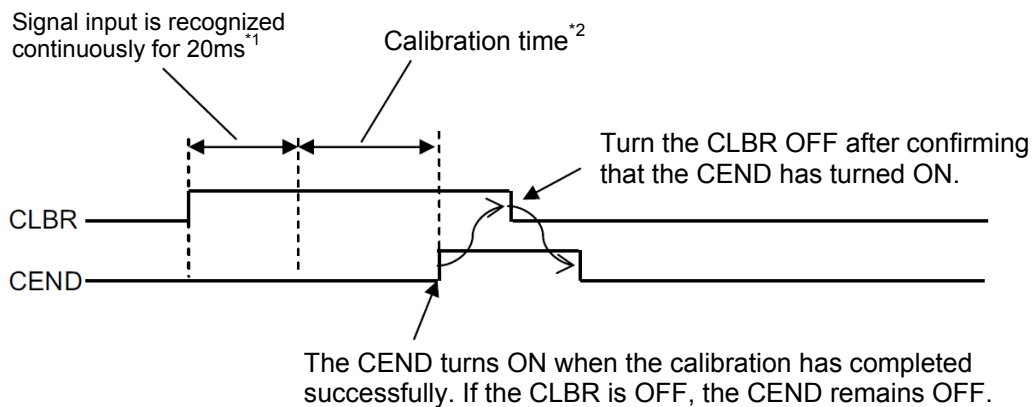 Signal input is recognized
continuously for 20ms*1
Calibration time*2
Turn the CLBR OFF after confirming
that the CEND has turned ON.
CLBR
CEND
The CEND turns ON when the calibration has completed
successfully. If the CLBR is OFF, the CEND remains OFF.